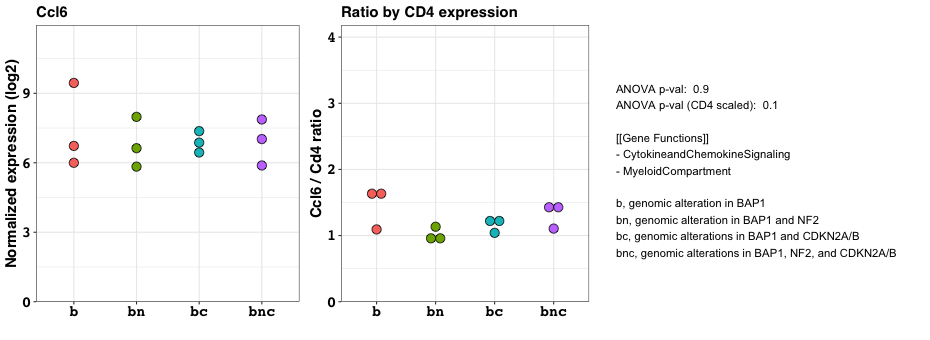 Ccl6
Normalized expression (log2)
9
6
3
0
b
bn
bc
bnc
Ratio by CD4 expression
Ccl6 / Cd4 ratio
4
3
2
1
0
b
bn
bc
bnc
ANOVA p-val:  0.9
ANOVA p-val (CD4 scaled):  0.1
[[Gene Functions]]
- CytokineandChemokineSignaling
- MyeloidCompartment
b, genomic alteration in BAP1
bn, genomic alteration in BAP1 and NF2
bc, genomic alterations in BAP1 and CDKN2A/B
bnc, genomic alterations in BAP1, NF2, and CDKN2A/B